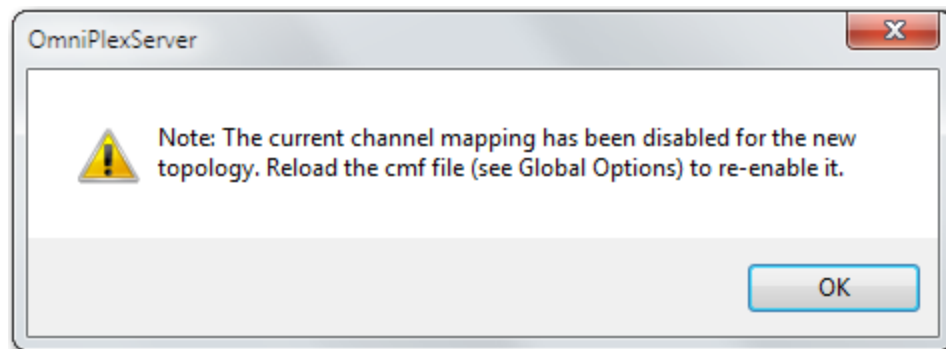 OmniPlexServer
Note: The current channel mapping has been disabled for the new
topology. Reload the cmf file (see Global Options) to re-enable it.
OK